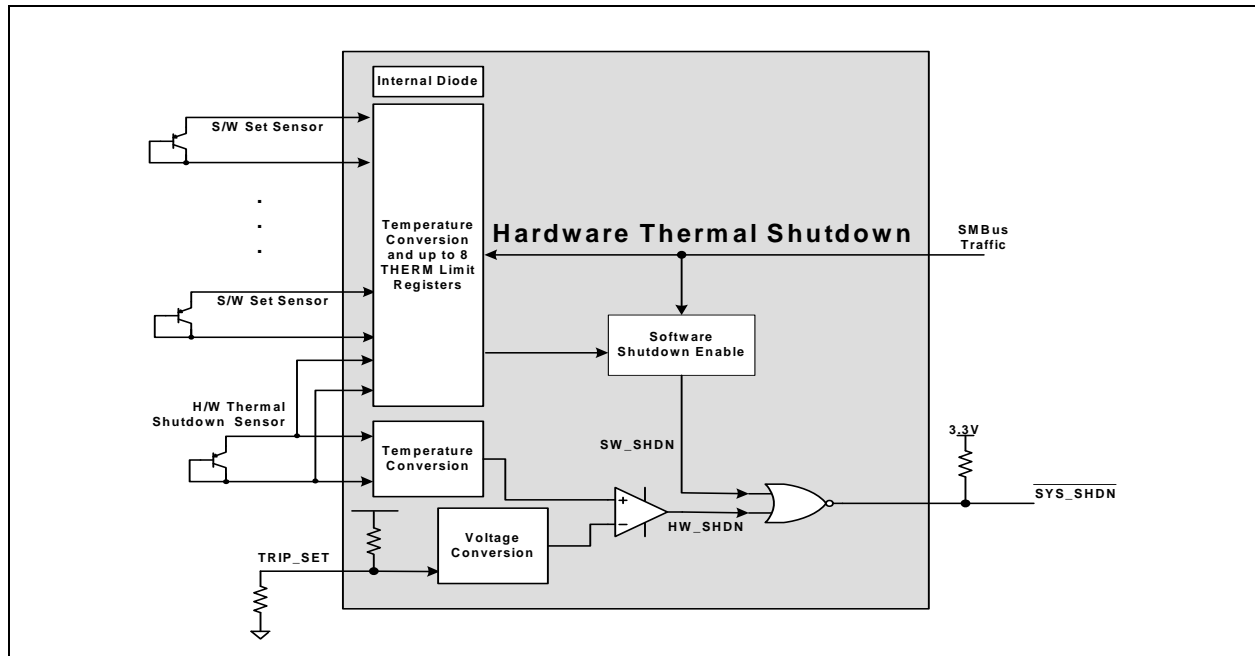 Internal Diode
S/W Set Sensor
Temperature
Conversion
and up to 8
THERM Limit
Registers
Hardware Thermal Shutdown
SMBus
Traffic
S/W Set Sensor
Software
Shutdown Enable
H/W Thermal
Shutdown Sensor
Temperature
Conversion
SW_SHDN
3.3V
SYS_SHDN
+
−
HW_SHDN
Voltage
Conversion
TRIP_SET